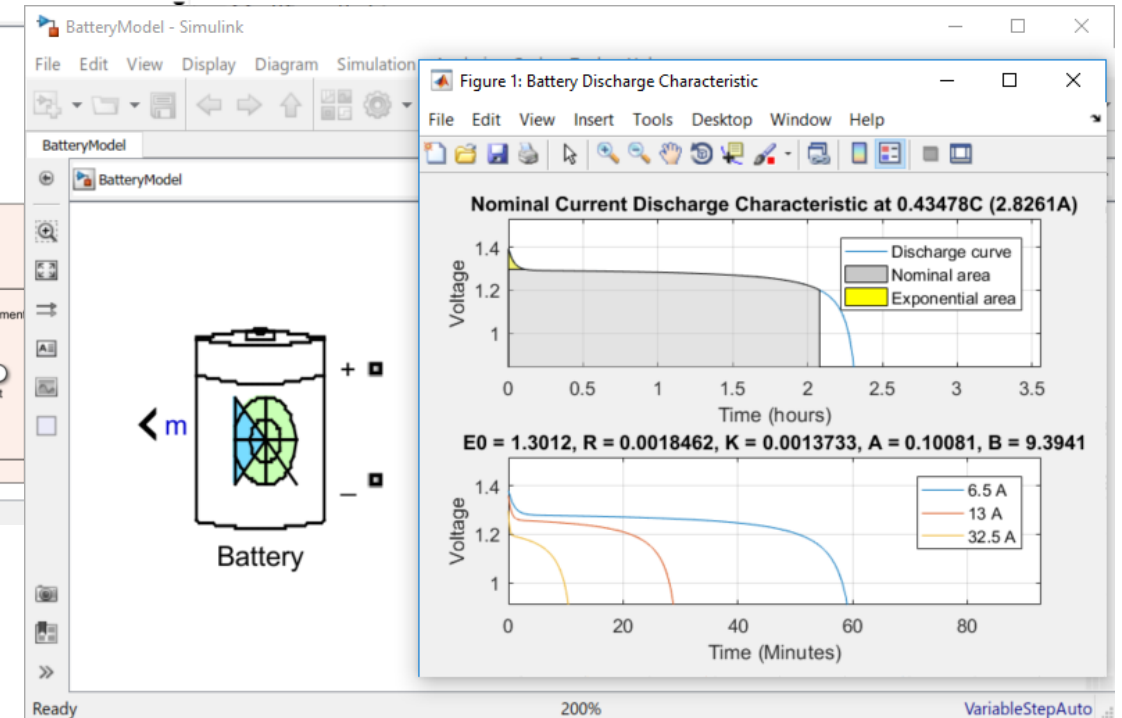 BatteryModel - Simulink
File Edit View Display Diagram Simulation
BatteryModel
BatteryModel
+
m
_
Battery
Ready
200%
VariableStepAuto
Figure 1: Battery Discharge Characteristic
File Edit View Insert Tools Desktop Window Help
Nominal Current Discharge Characteristic at 0.43478C (2.8261A)
Voltage
1.4
1.2
1
Discharge curve
Nominal area
Exponential area
0 0.5 1 1.5 2 2.5 3 3.5
Time (hours)
E0 = 1.3012, R = 0.0018462, K = 0.0013733, A = 0.10081, B = 9.3941
Voltage
1.4
1.2
1
6.5 A
13 A
32.5 A
0 20 40 60 80
Time (Minutes)